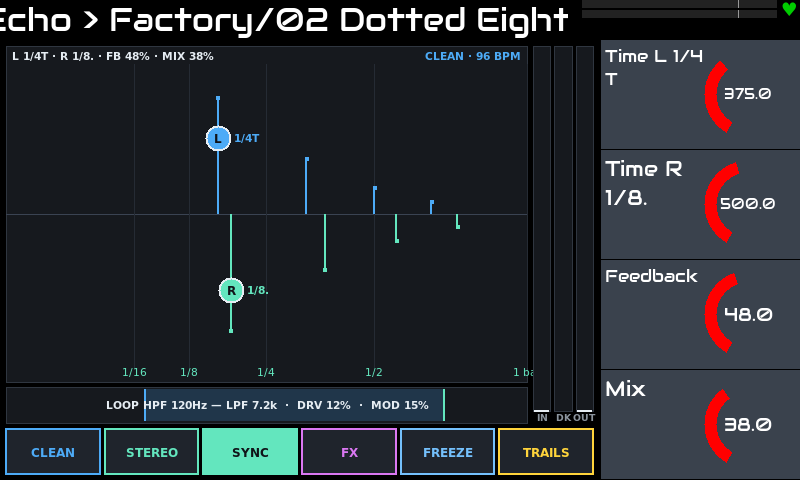 Echo > Factory/02 Dotted Eight
L 1/4T · R 1/8. · FB 48% · MIX 38%
CLEAN · 96 BPM
L
1/4T
R
1/8.
1/16
1/8
1/4
1/2
1 ba
LOOP HPF 120Hz — LPF 7.2k · DRV 12% · MOD 15%
IN
DK
OUT
CLEAN
STEREO
SYNC
FX
FREEZE
TRAILS
Time L 1/4
T
375.0
Time R
1/8.
500.0
Feedback
48.0
Mix
38.0